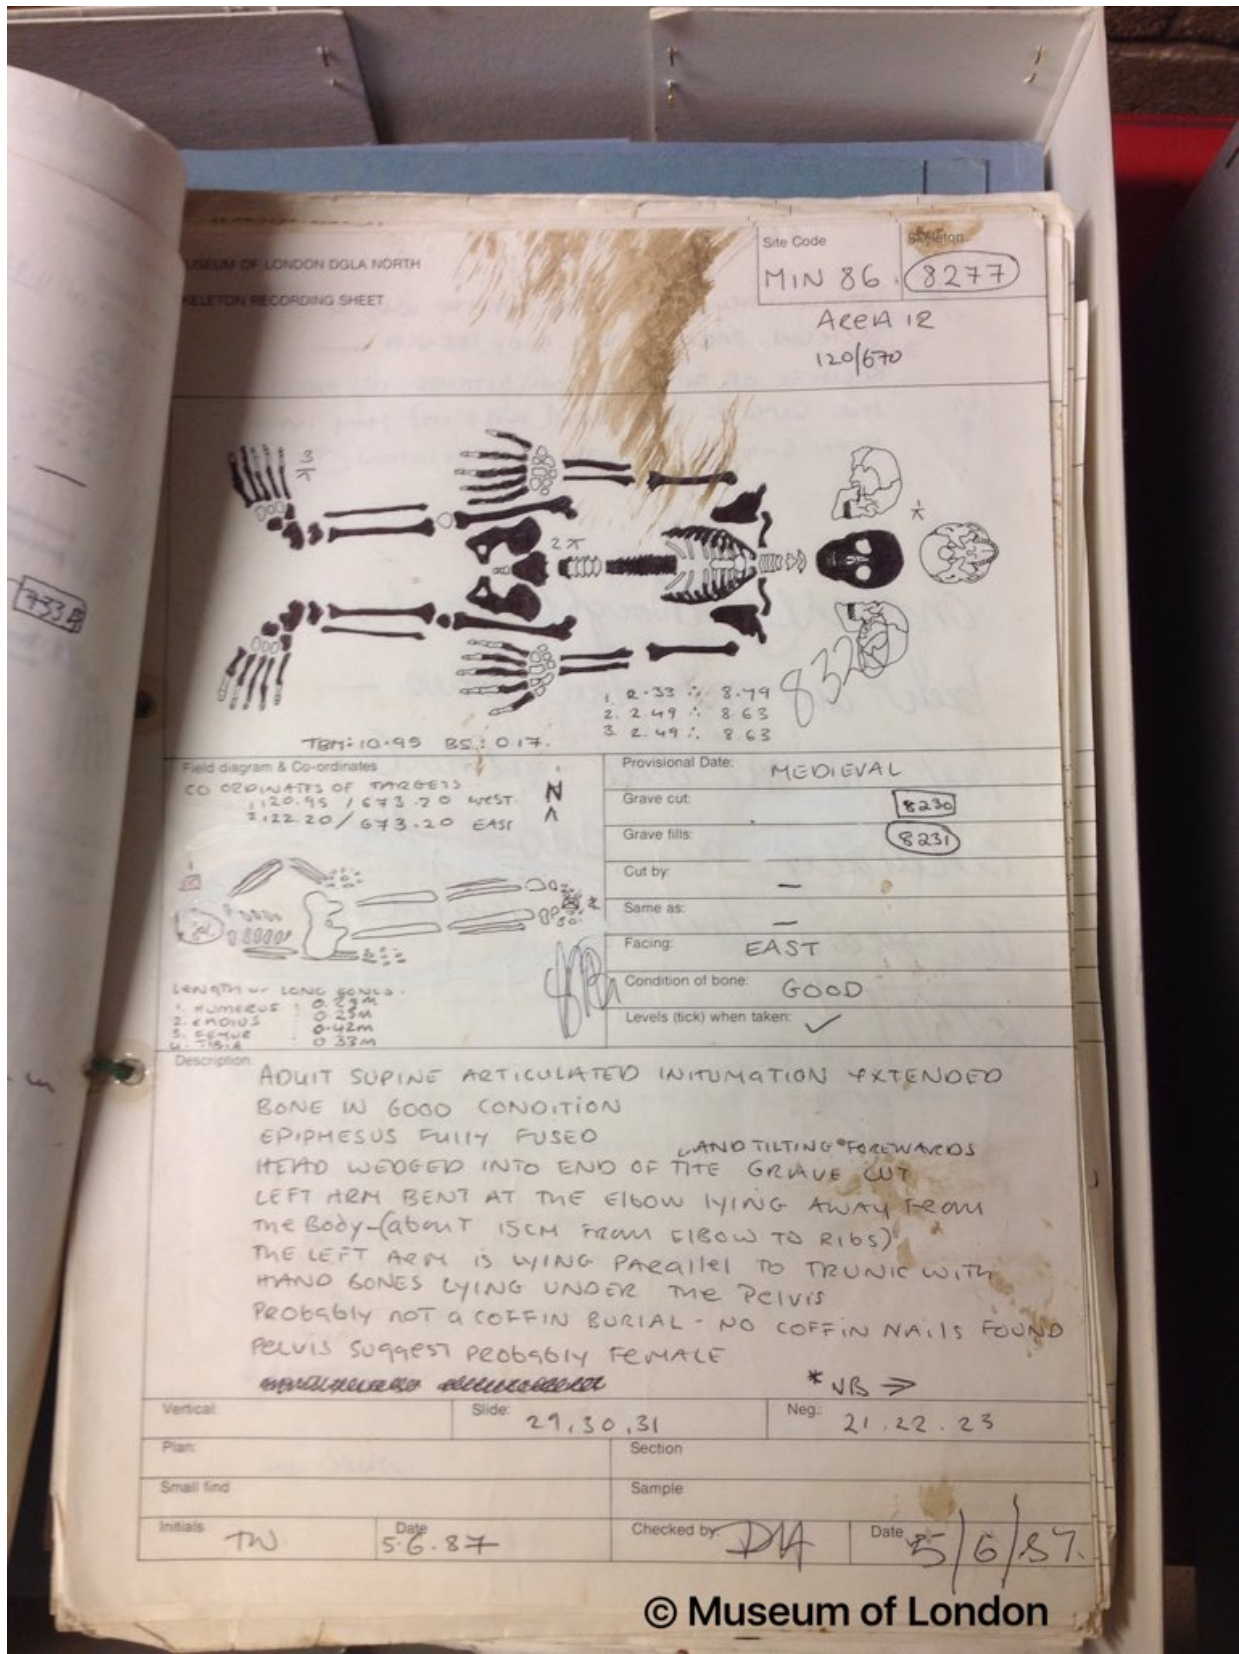 MUSEUM OF LONDON DGLA NORTH
SKELETON RECORDING SHEET
Site Code
MIN 86
Skeleton
8277
AREA 12
120/670
3
2
1
832
1. 2.33 ∴ 8.79
2. 2.49 ∴ 8.63
3. 2.49 ∴ 8.63
TBM: 10.95 BS: 0.17.
733
Field diagram & Co-ordinates
CO ORDINATES OF TARGETS
1. 120.95 / 673.20 WEST
2. 122.20 / 673.20 EAST
N
1
2
LENGTH OF LONG BONES.
1. HUMERUS : 0.29M
2. RADIUS : 0.23M
3. FEMUR : 0.42M
4. TIBIA : 0.33M
Provisional Date: MEDIEVAL
Grave cut: 8230
Grave fills: 8231
Cut by: —
Same as: —
Facing: EAST
Condition of bone: GOOD
Levels (tick) when taken: ✓
Description
ADULT SUPINE ARTICULATED INHUMATION EXTENDED
BONE IN GOOD CONDITION
EPIPHESUS FULLY FUSED
AND TILTING FOREWARDS
HEAD WEDGED INTO END OF THE GRAVE CUT
LEFT ARM BENT AT THE ELBOW LYING AWAY FROM
THE BODY - (ABOUT 15CM FROM ELBOW TO RIBS)
THE LEFT ARM IS LYING PARALLEL TO TRUNK WITH
HAND BONES LYING UNDER THE PELVIS
PROBABLY NOT A COFFIN BURIAL - NO COFFIN NAILS FOUND
PELVIS SUGGEST PROBABLY FEMALE
* NB →
Vertical:
Slide: 29, 30, 31
Neg.: 21.22.23
Plan:
Section
Small find
Sample
Initials TW
Date 5.6.87
Checked by DH
Date 5/6/87.
© Museum of London